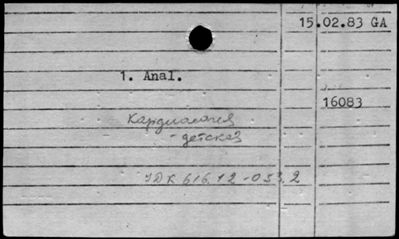 15.02.83 GA
1. Anal.
16083
Кардиология
- детская
УДК 616.12-053.2